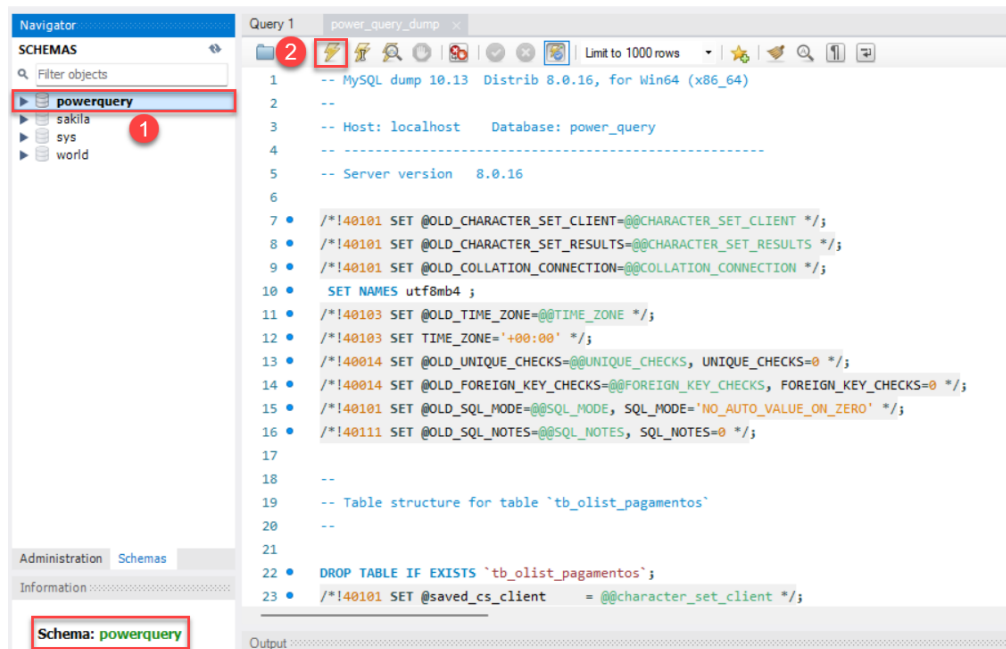 Navigator
SCHEMAS
Filter objects
powerquery
sakila
1
sys
world
Administration Schemas
Information
Schema: powerquery
Query 1 power_query_dump ×
2 Limit to 1000 rows
1 -- MySQL dump 10.13 Distrib 8.0.16, for Win64 (x86_64)
2 --
3 -- Host: localhost Database: power_query
4 -- ------------------------------------------------------
5 -- Server version 8.0.16
6
7 /*!40101 SET @OLD_CHARACTER_SET_CLIENT=@@CHARACTER_SET_CLIENT */;
8 /*!40101 SET @OLD_CHARACTER_SET_RESULTS=@@CHARACTER_SET_RESULTS */;
9 /*!40101 SET @OLD_COLLATION_CONNECTION=@@COLLATION_CONNECTION */;
10 SET NAMES utf8mb4 ;
11 /*!40103 SET @OLD_TIME_ZONE=@@TIME_ZONE */;
12 /*!40103 SET TIME_ZONE='+00:00' */;
13 /*!40014 SET @OLD_UNIQUE_CHECKS=@@UNIQUE_CHECKS, UNIQUE_CHECKS=0 */;
14 /*!40014 SET @OLD_FOREIGN_KEY_CHECKS=@@FOREIGN_KEY_CHECKS, FOREIGN_KEY_CHECKS=0 */;
15 /*!40101 SET @OLD_SQL_MODE=@@SQL_MODE, SQL_MODE='NO_AUTO_VALUE_ON_ZERO' */;
16 /*!40111 SET @OLD_SQL_NOTES=@@SQL_NOTES, SQL_NOTES=0 */;
17
18 --
19 -- Table structure for table `tb_olist_pagamentos`
20 --
21
22 DROP TABLE IF EXISTS `tb_olist_pagamentos`;
23 /*!40101 SET @saved_cs_client = @@character_set_client */;
Output